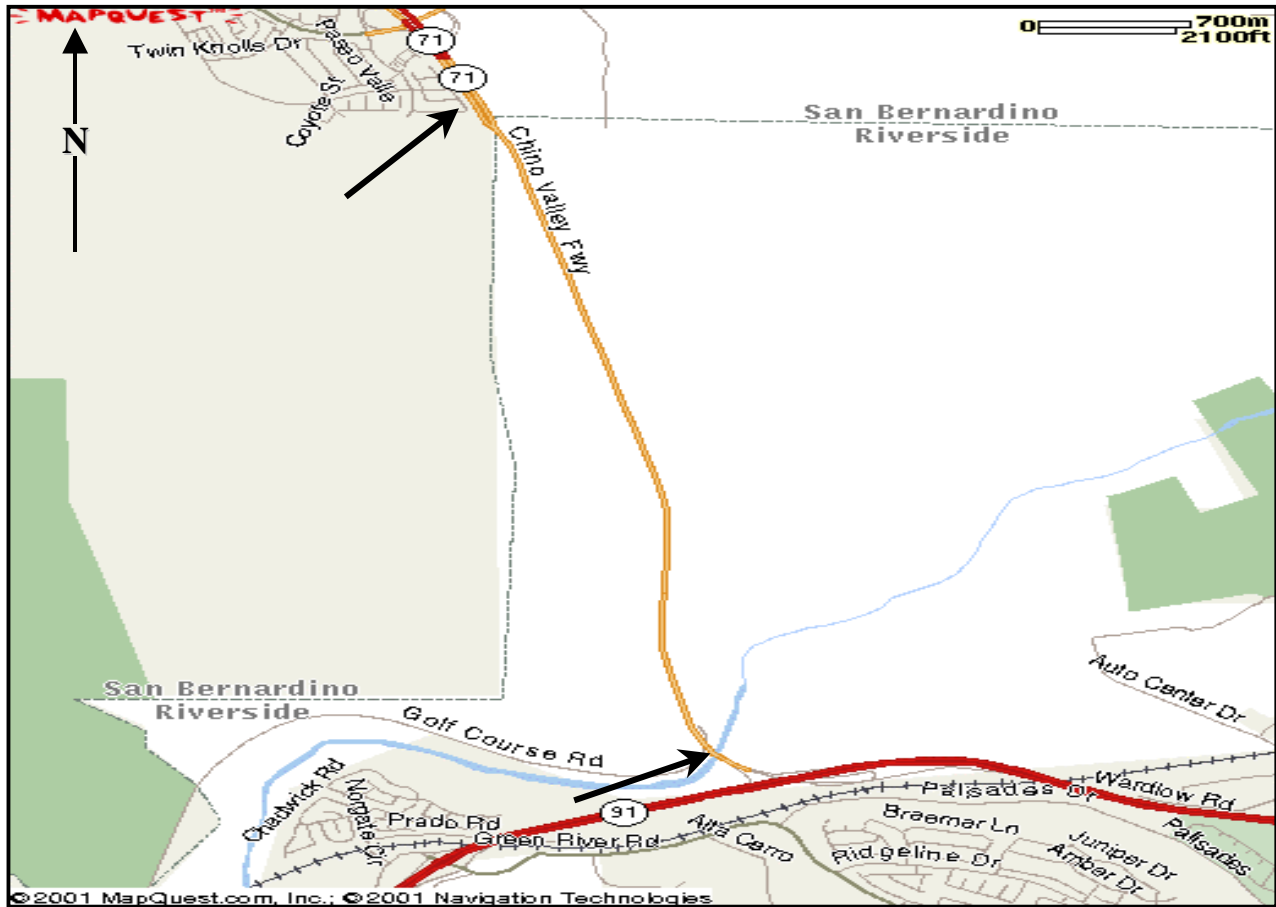 MAPQUEST
0 700m
2100ft
Twin Knolls Dr
Paseo Valle
Coyote Sr
71
71
N
San Bernardino
Riverside
Chino Valley Fwy
San Bernardino
Riverside
Golf Course Rd
Auto Center Dr
Chadwick Rd
Norgate Dr
Prado Rd
91
Green River Rd
Alta Cerro
Palisades Dr
Wardlow Rd
Braemar Ln
Ridgeline Dr
Juniper Dr
Amber Dr
Palisades
©2001 MapQuest.com, Inc.; ©2001 Navigation Technologies